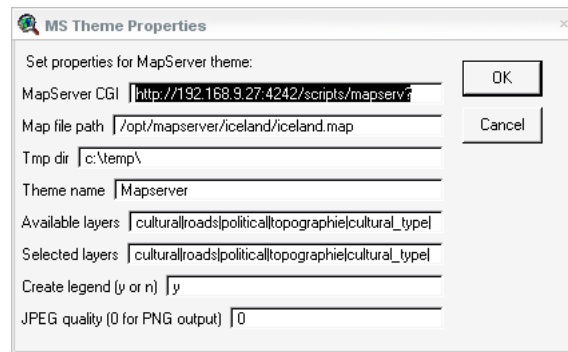 MS Theme Properties
Set properties for MapServer theme:
MapServer CGI http://192.168.9.27:4242/scripts/mapserv?
OK
Map file path /opt/mapserver/iceland/iceland.map
Cancel
Tmp dir c:\temp\
Theme name Mapserver
Available layers cultural|roads|political|topographie|cultural_type|
Selected layers cultural|roads|political|topographie|cultural_type|
Create legend (y or n) y
JPEG quality (0 for PNG output) 0